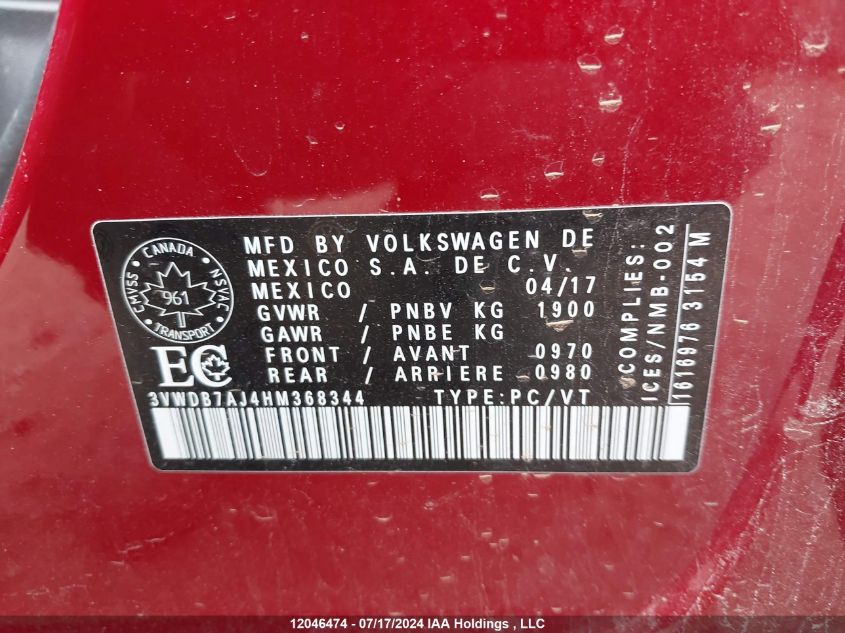 MFD BY VOLKSWAGEN DE
MEXICO S.A. DE C.V.
MEXICO 04/17
GVWR / PNBV KG 1900
GAWR / PNBE KG
FRONT / AVANT 0970
REAR / ARRIERE 0980
3VWDB7AJ4HM368344 TYPE:PC/VT
CANADA
CMVSS
NSVAC
961
TRANSPORT
EC
COMPLIES:
ICES/NMB-002
1616976 3154M
12046474 - 07/17/2024 IAA Holdings , LLC